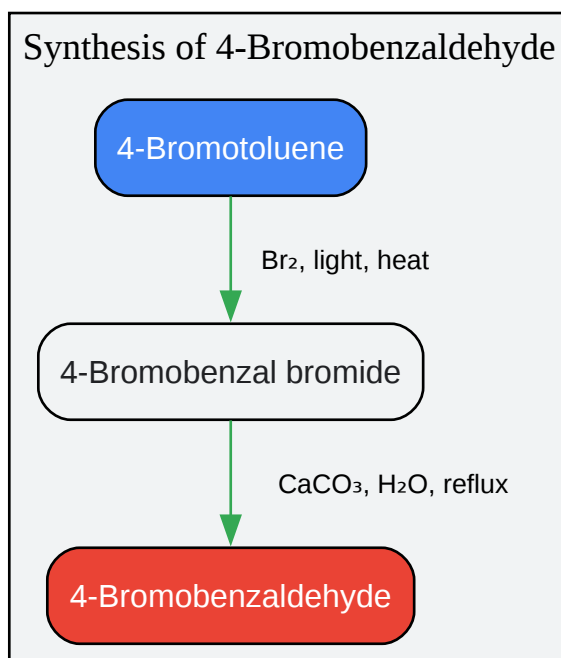 Synthesis of 4-Bromobenzaldehyde
4-Bromotoluene
Br₂, light, heat
4-Bromobenzal bromide
CaCO₃, H₂O, reflux
4-Bromobenzaldehyde